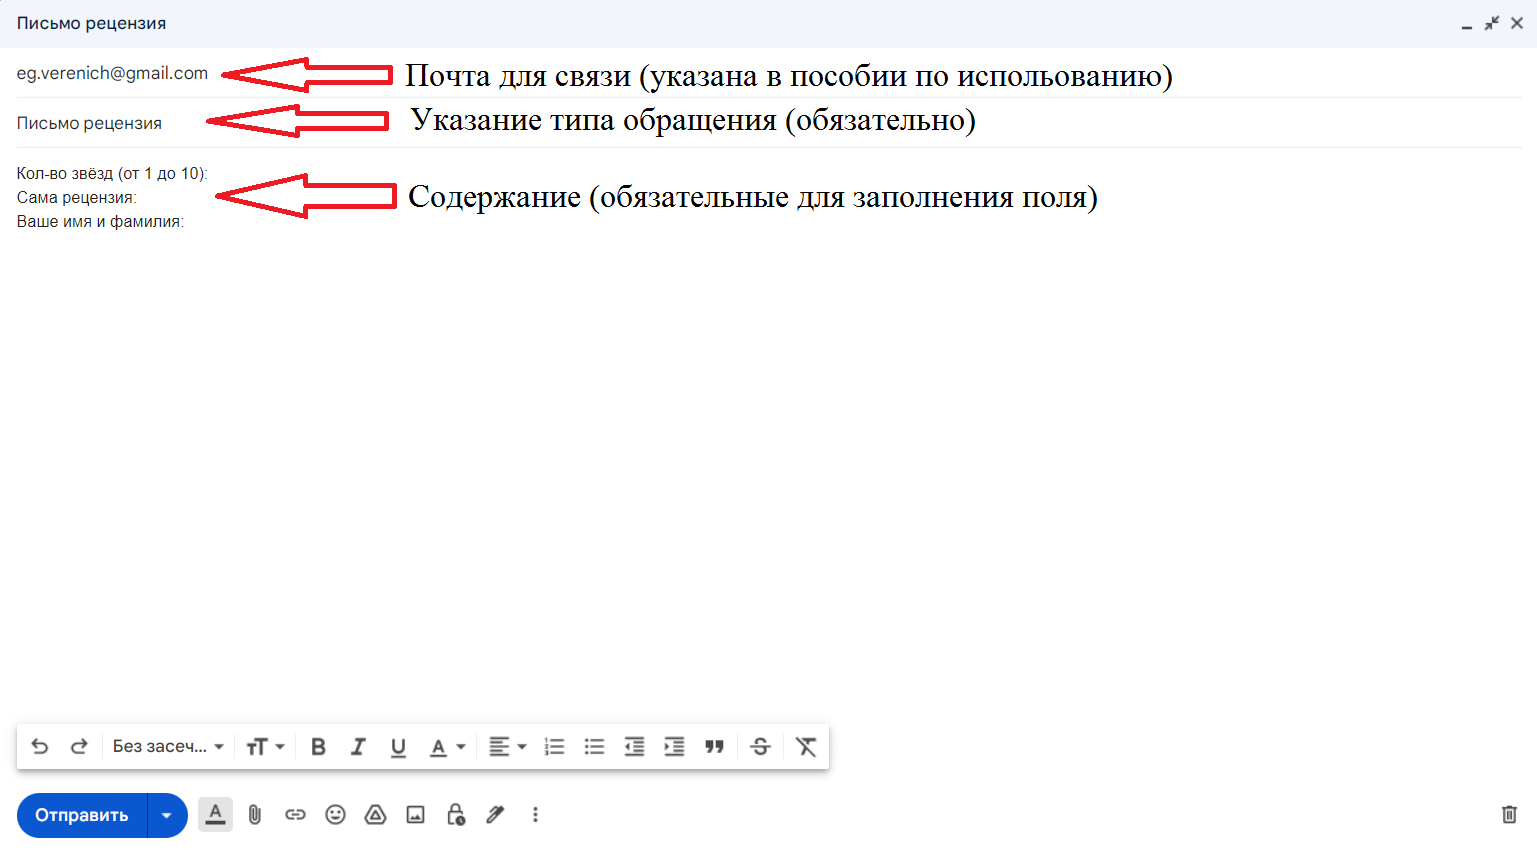 Письмо рецензия
eg.verenich@gmail.com
Почта для связи (указана в пособии по испольованию)
Письмо рецензия
Указание типа обращения (обязательно)
Кол-во звёзд (от 1 до 10):
Сама рецензия:
Ваше имя и фамилия:
Содержание (обязательные для заполнения поля)
Без засеч...
Отправить